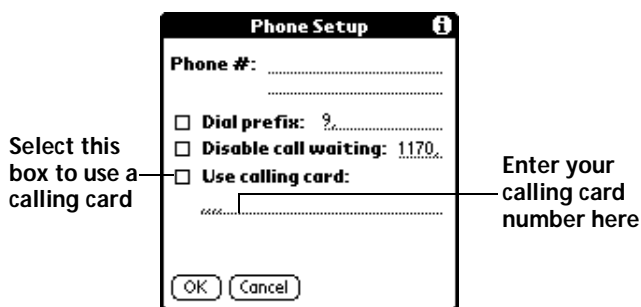 Phone Setup i
Phone #:
Dial prefix: 9,
Disable call waiting: 1170,
Use calling card:
,,,,
OK Cancel
Select this
box to use a
calling card
Enter your
calling card
number here